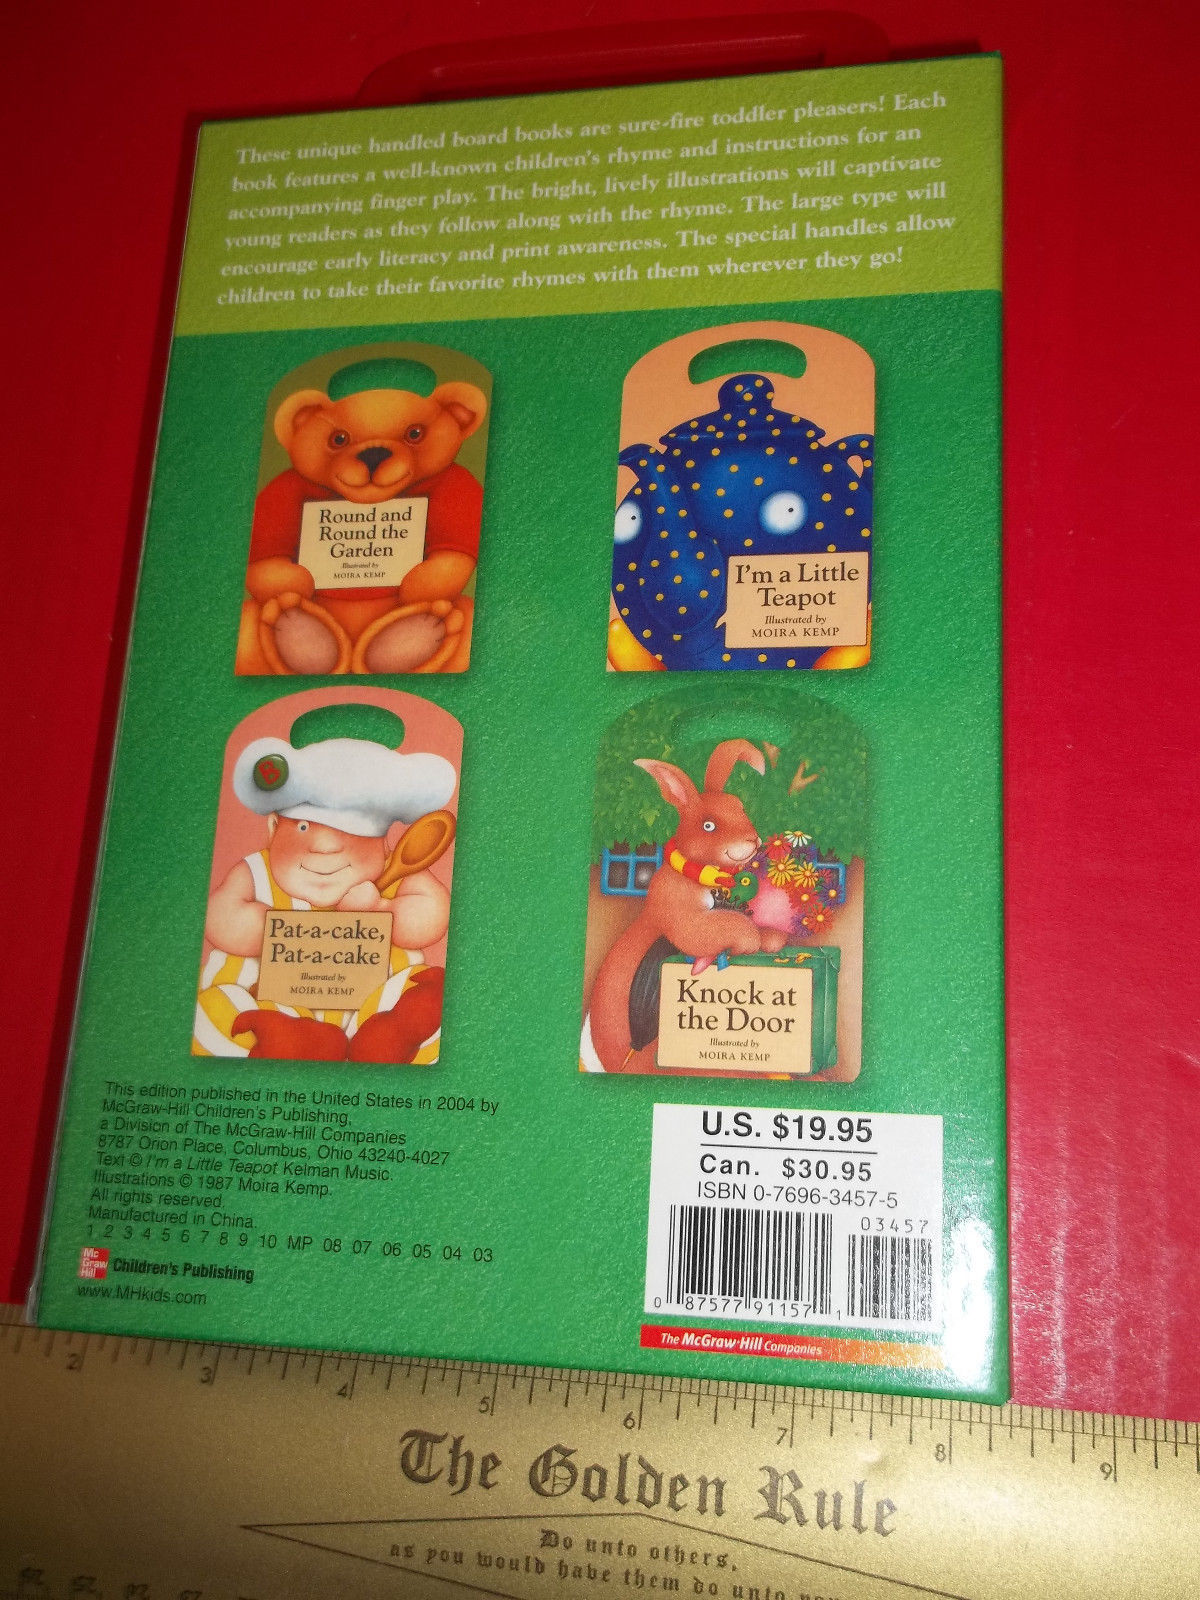 These unique handled board books are sure-fire toddler pleasers! Each
book features a well-known children's rhyme and instructions for an
accompanying finger play. The bright, lively illustrations will captivate
young readers as they follow along with the rhyme. The large type will
encourage early literacy and print awareness. The special handles allow
children to take their favorite rhymes with them wherever they go!
Round and
Round the
Garden
Illustrated by
MOIRA KEMP
I'm a Little
Teapot
Illustrated by
MOIRA KEMP
B
Pat-a-cake,
Pat-a-cake
Illustrated by
MOIRA KEMP
Knock at
the Door
Illustrated by
MOIRA KEMP
This edition published in the United States in 2004 by
McGraw-Hill Children's Publishing,
a Division of The McGraw-Hill Companies
8787 Orion Place, Columbus, Ohio 43240-4027
Text © I'm a Little Teapot Kelman Music.
Illustrations © 1987 Moira Kemp.
All rights reserved.
Manufactured in China.
1 2 3 4 5 6 7 8 9 10 MP 08 07 06 05 04 03
Mc
Graw
Hill
Children's Publishing
www.MHkids.com
U.S. $19.95
Can. $30.95
ISBN 0-7696-3457-5
03457
0 87577 91157 1
The McGraw·Hill Companies
2 3 4 5 6 7 8 9
The Golden Rule
Do unto others,
as you would have them do unto